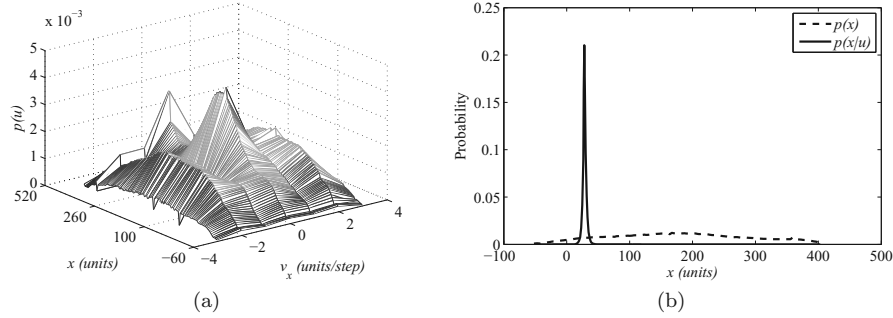 x 10⁻³
5
4
3
2
1
0
p(u)
520
260
100
−60
x (units)
−4
−2
0
2
4
v_x (units/step)
(a)
0.25
0.2
0.15
0.1
0.05
0
Probability
p(x)
p(x/u)
−100
0
100
200
300
400
500
x (units)
(b)